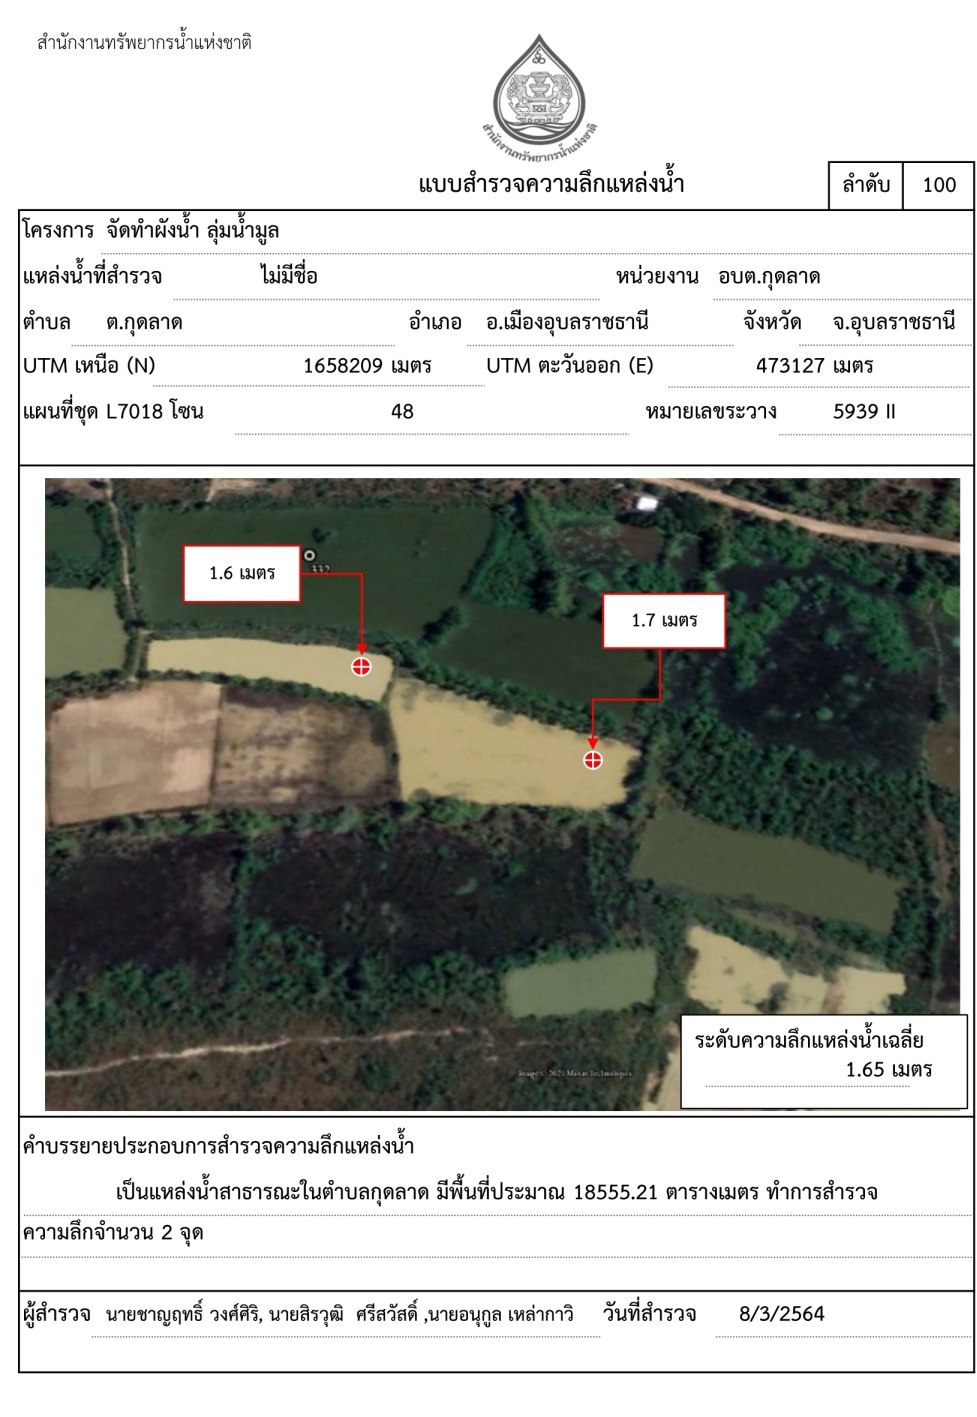 สำนักงานทรัพยากรน้ำแห่งชาติ
สำนักงานทรัพยากรน้ำแห่งชาติ
แบบสำรวจความลึกแหล่งน้ำ
ลำดับ 100
โครงการ จัดทำผังน้ำ ลุ่มน้ำมูล
แหล่งน้ำที่สำรวจ ไม่มีชื่อ หน่วยงาน อบต.กุดลาด
ตำบล ต.กุดลาด อำเภอ อ.เมืองอุบลราชธานี จังหวัด จ.อุบลราชธานี
UTM เหนือ (N) 1658209 เมตร UTM ตะวันออก (E) 473127 เมตร
แผนที่ชุด L7018 โซน 48 หมายเลขระวาง 5939 II
1.6 เมตร
337
1.7 เมตร
ระดับความลึกแหล่งน้ำเฉลี่ย
1.65 เมตร
Image © 2021 Maxar Technologies
คำบรรยายประกอบการสำรวจความลึกแหล่งน้ำ
เป็นแหล่งน้ำสาธารณะในตำบลกุดลาด มีพื้นที่ประมาณ 18555.21 ตารางเมตร ทำการสำรวจ
ความลึกจำนวน 2 จุด
ผู้สำรวจ นายชาญฤทธิ์ วงศ์ศิริ, นายสิรวุฒิ ศรีสวัสดิ์ ,นายอนุกูล เหล่ากาวิ วันที่สำรวจ 8/3/2564